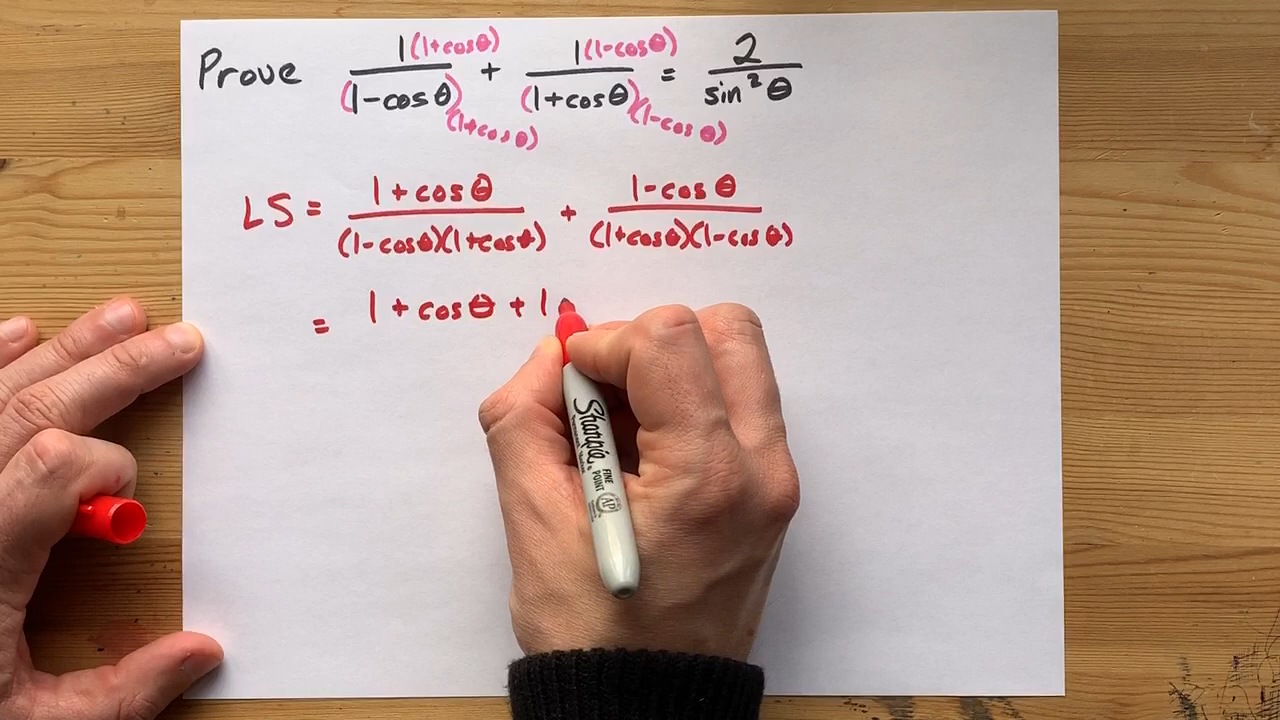 Prove 1(1+cosθ)/(1-cosθ)(1+cosθ) + 1(1-cosθ)/(1+cosθ)(1-cosθ) = 2/sin²θ
LS = 1+cosθ/(1-cosθ)(1+cosθ) + 1-cosθ/(1+cosθ)(1-cosθ)
= 1+cosθ+1
Sharpie
FINE
POINT
AP